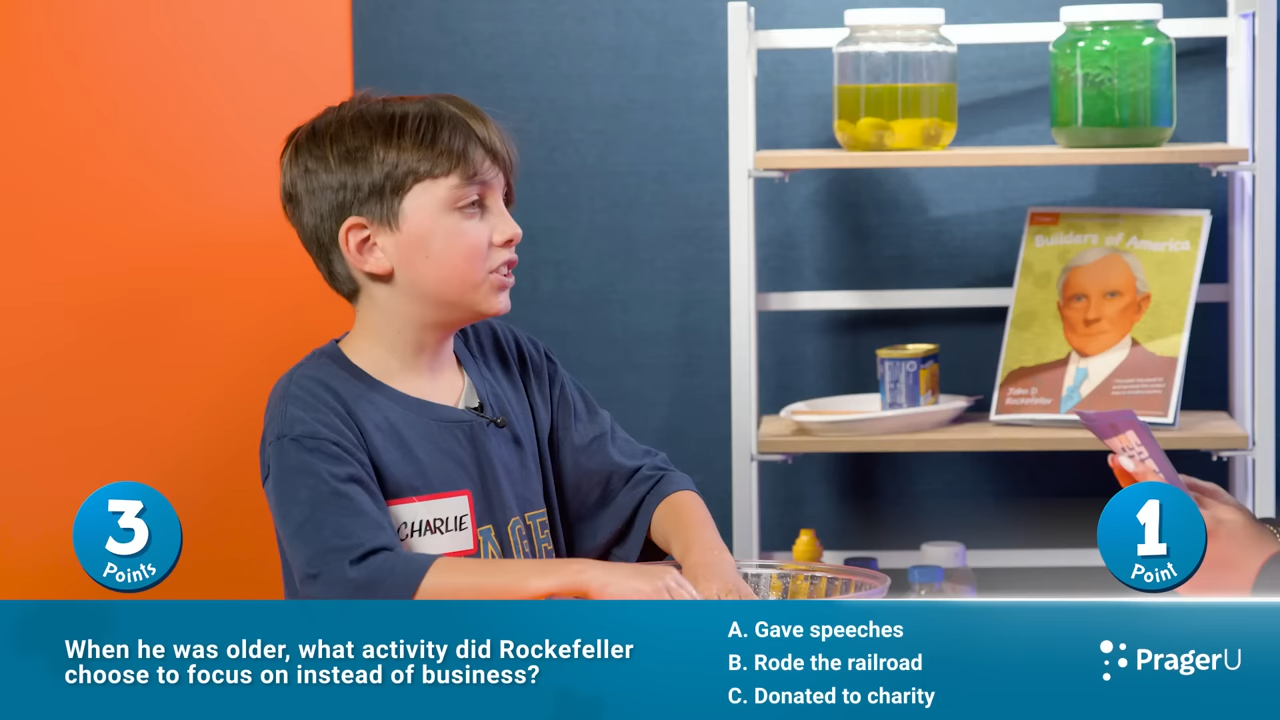 Builders of America
John D.
Rockefeller
CHARLIE
3
Points
1
Point
When he was older, what activity did Rockefeller
choose to focus on instead of business?
A. Gave speeches
B. Rode the railroad
C. Donated to charity
PragerU